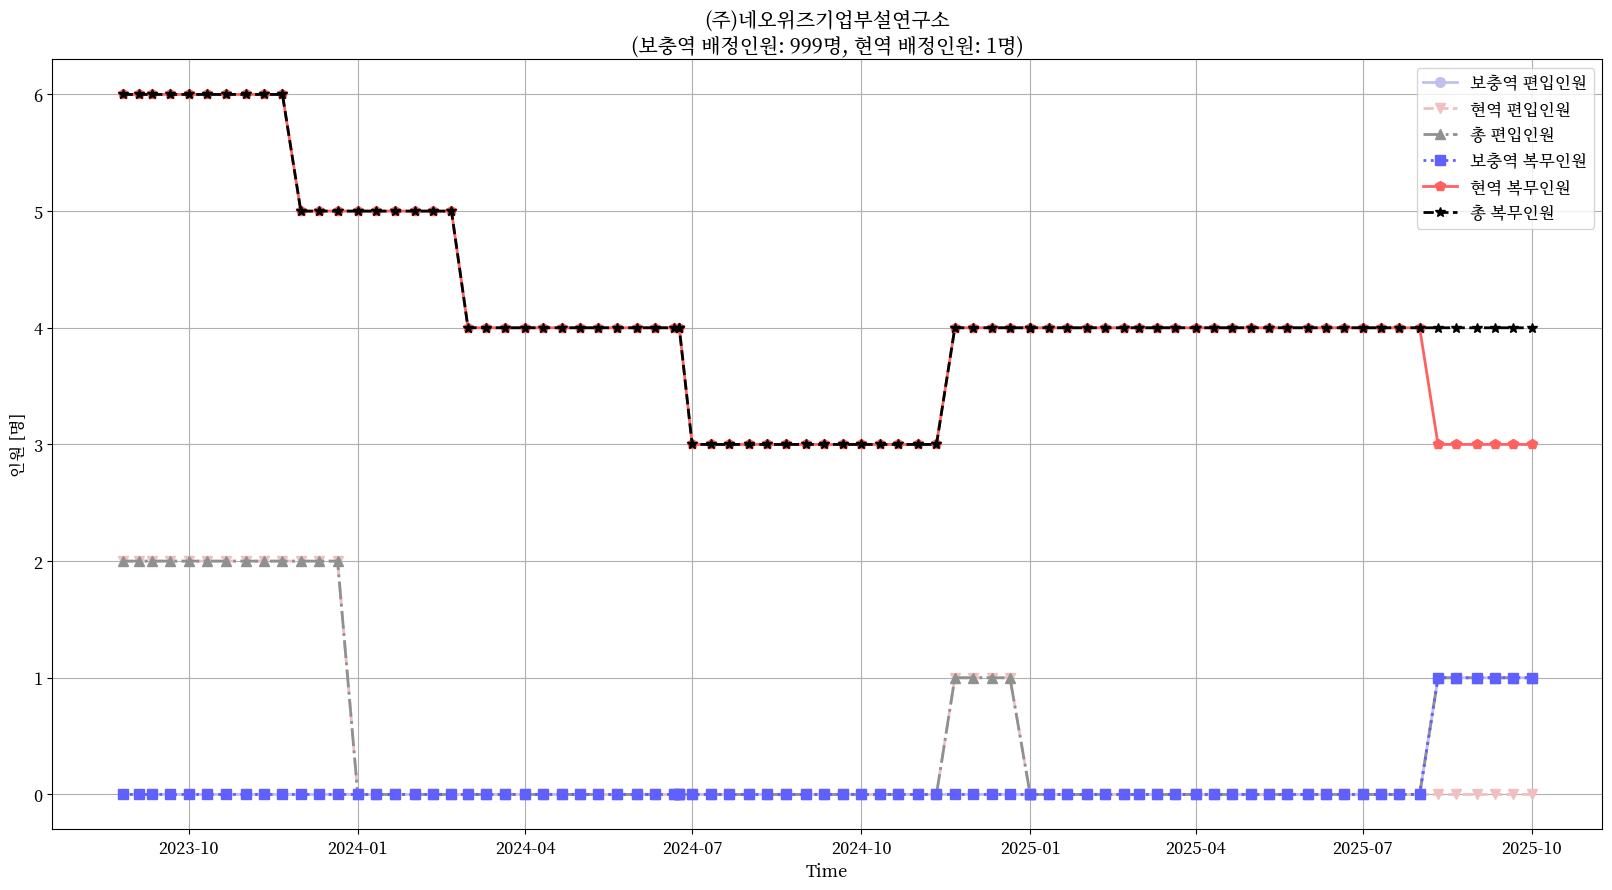 (주)네오위즈기업부설연구소
(보충역 배정인원: 999명, 현역 배정인원: 1명)
보충역 편입인원
현역 편입인원
총 편입인원
보충역 복무인원
현역 복무인원
총 복무인원
인원 [명]
6
5
4
3
2
1
0
2023-10
2024-01
2024-04
2024-07
2024-10
2025-01
2025-04
2025-07
2025-10
Time